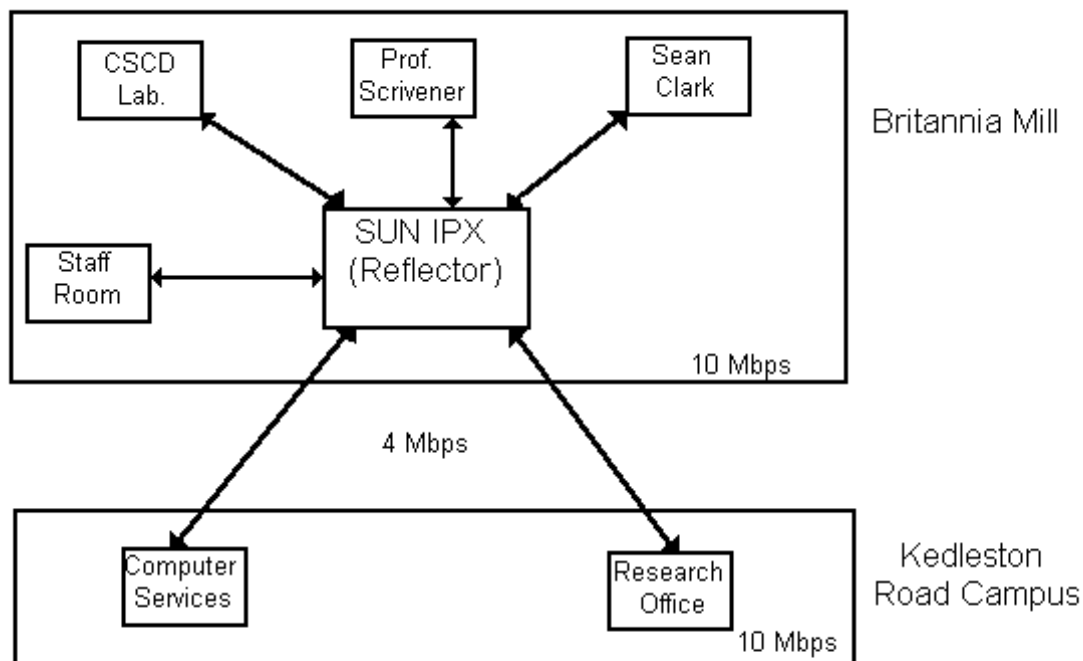 CSCD
Lab.
Prof.
Scrivener
Sean
Clark
Britannia Mill
SUN IPX
(Reflector)
Staff
Room
10 Mbps
4 Mbps
Computer
Services
Research
Office
10 Mbps
Kedleston
Road Campus